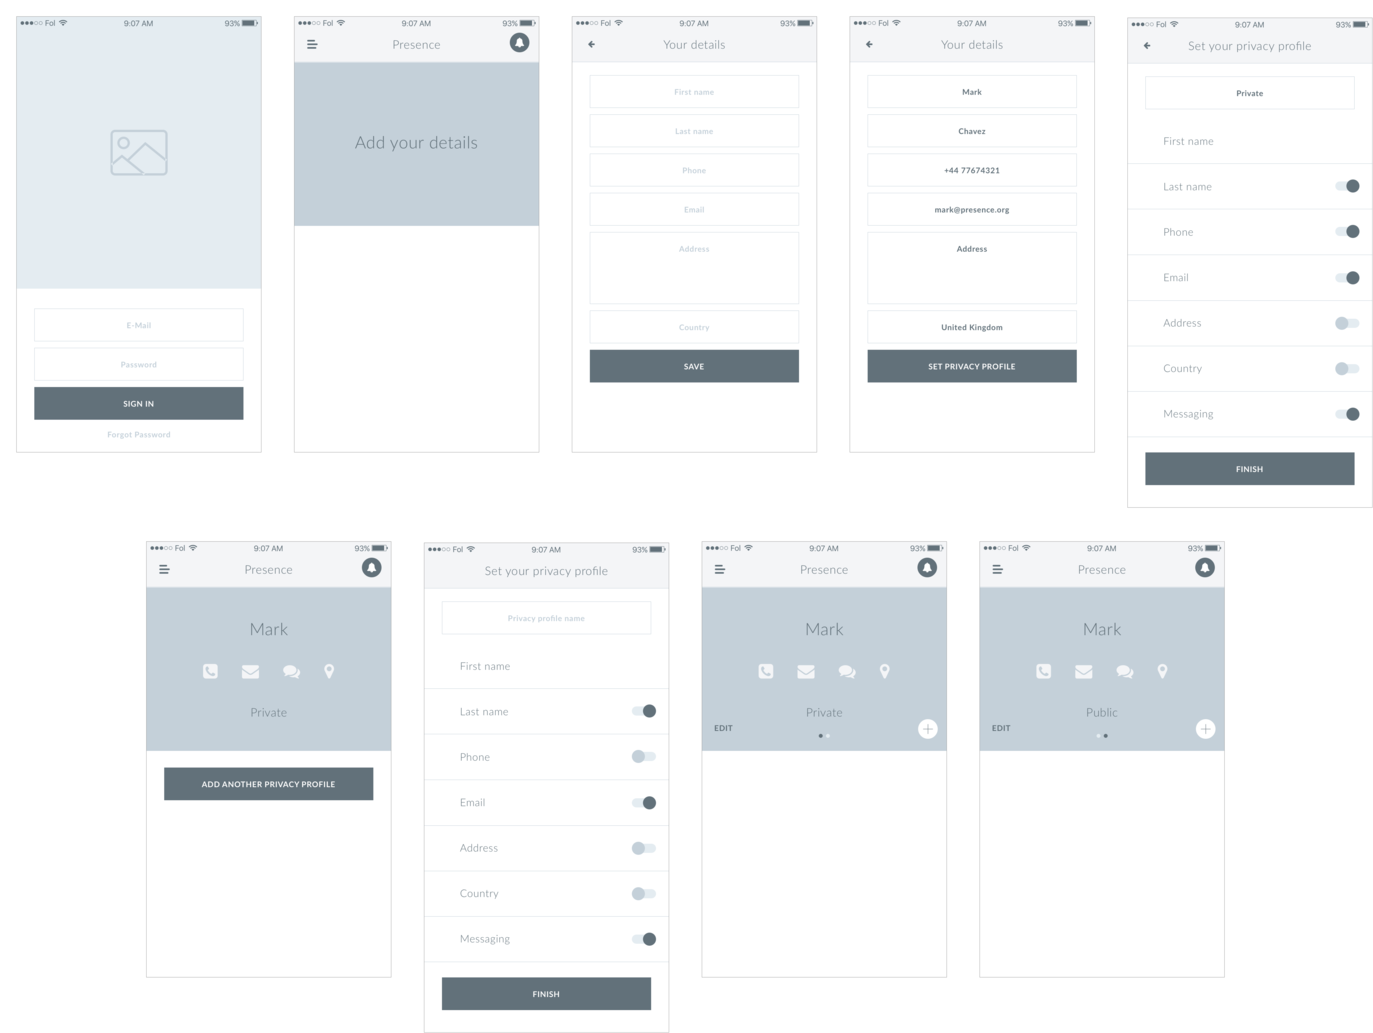 Fol 9:07 AM 93%
E-Mail
Password
SIGN IN
Forgot Password
Fol 9:07 AM 93%
Presence
Add your details
Fol 9:07 AM 93%
Your details
First name
Last name
Phone
Email
Address
Country
SAVE
Fol 9:07 AM 93%
Your details
Mark
Chavez
+44 77674321
mark@presence.org
Address
United Kingdom
SET PRIVACY PROFILE
Fol 9:07 AM 93%
Set your privacy profile
Private
First name
Last name
Phone
Email
Address
Country
Messaging
FINISH
Fol 9:07 AM 93%
Presence
Mark
Private
ADD ANOTHER PRIVACY PROFILE
Fol 9:07 AM 93%
Set your privacy profile
Privacy profile name
First name
Last name
Phone
Email
Address
Country
Messaging
FINISH
Fol 9:07 AM 93%
Presence
Mark
Private
EDIT
Fol 9:07 AM 93%
Presence
Mark
Public
EDIT